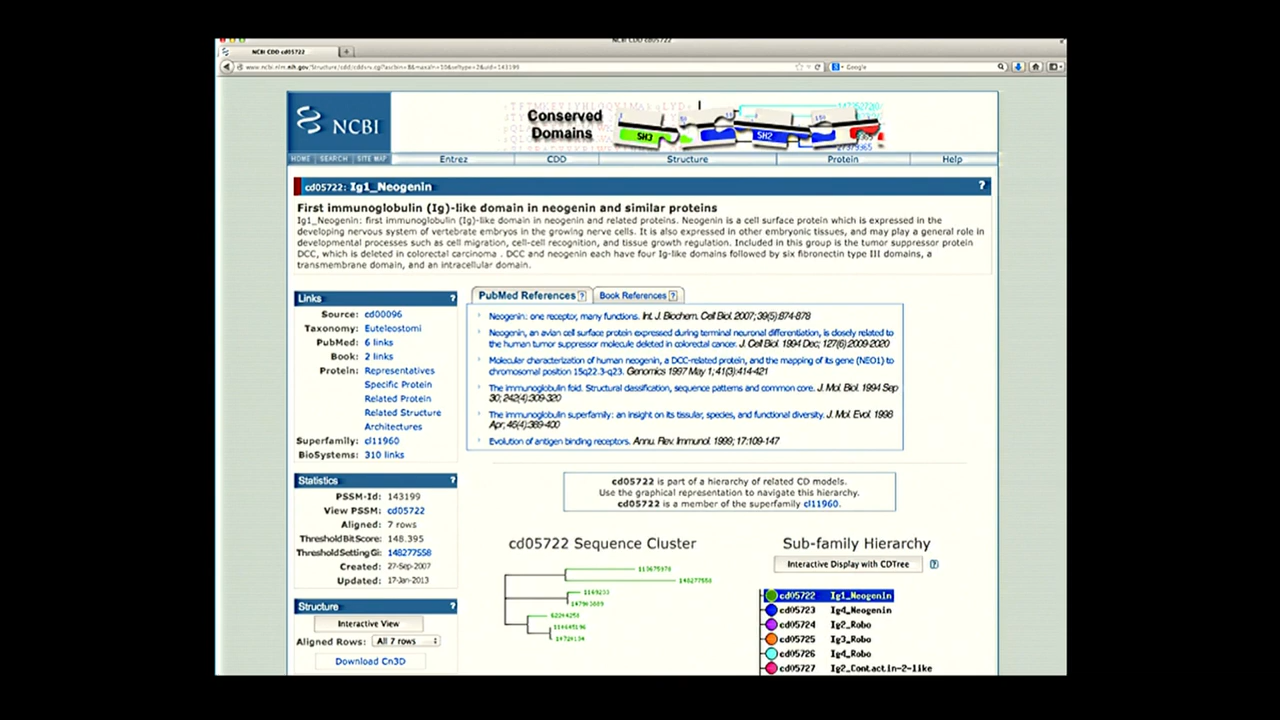 NCBI CDD cd05722
NCBI CDD cd05722
Google
NCBI
Conserved
Domains
SH3
SH2
HOME SEARCH SITE MAP Entrez CDD Structure Protein Help
cd05722: Ig1_Neogenin ?
First immunoglobulin (Ig)-like domain in neogenin and similar proteins
Ig1_Neogenin: first immunoglobulin (Ig)-like domain in neogenin and related proteins. Neogenin is a cell surface protein which is expressed in the
developing nervous system of vertebrate embryos in the growing nerve cells. It is also expressed in other embryonic tissues, and may play a general role in
developmental processes such as cell migration, cell-cell recognition, and tissue growth regulation. Included in this group is the tumor suppressor protein
DCC, which is deleted in colorectal carcinoma . DCC and neogenin each have four Ig-like domains followed by six fibronectin type III domains, a
transmembrane domain, and an intracellular domain.
Links ?
Source: cd00096
Taxonomy: Euteleostomi
PubMed: 6 links
Book: 2 links
Protein: Representatives
Specific Protein
Related Protein
Related Structure
Architectures
Superfamily: cl11960
BioSystems: 310 links
PubMed References ? Book References ?
Neogenin: one receptor, many functions. Int. J. Biochem. Cell Biol. 2007; 39(5):874-878
Neogenin, an avian cell surface protein expressed during terminal neuronal differentiation, is closely related to
the human tumor suppressor molecule deleted in colorectal cancer. J. Cell Biol. 1994 Dec; 127(6):2009-2020
Molecular characterization of human neogenin, a DCC-related protein, and the mapping of its gene (NEO1) to
chromosomal position 15q22.3-q23. Genomics 1997 May 1; 41(3):414-421
The immunoglobulin fold. Structural classification, sequence patterns and common core. J. Mol. Biol. 1994 Sep
30; 242(4):309-320
The immunoglobulin superfamily: an insight on its tissular, species, and functional diversity. J. Mol. Evol. 1998
Apr; 46(4):389-400
Evolution of antigen binding receptors. Annu. Rev. Immunol. 1999; 17:109-147
Statistics ?
PSSM-Id: 143199
View PSSM: cd05722
Aligned: 7 rows
Threshold Bit Score: 148.395
Threshold Setting Gi: 148277558
Created: 27-Sep-2007
Updated: 17-Jan-2013
cd05722 is part of a hierarchy of related CD models.
Use the graphical representation to navigate this hierarchy.
cd05722 is a member of the superfamily cl11960.
Structure ?
Interactive View
Aligned Rows: All 7 rows
Download Cn3D
cd05722 Sequence Cluster
148277558
Sub-family Hierarchy
Interactive Display with CDTree ?
cd05722 Ig1_Neogenin
cd05723 Ig4_Neogenin
cd05724 Ig2_Robo
cd05725 Ig3_Robo
cd05726 Ig4_Robo
cd05727 Ig2_Contactin-2-like